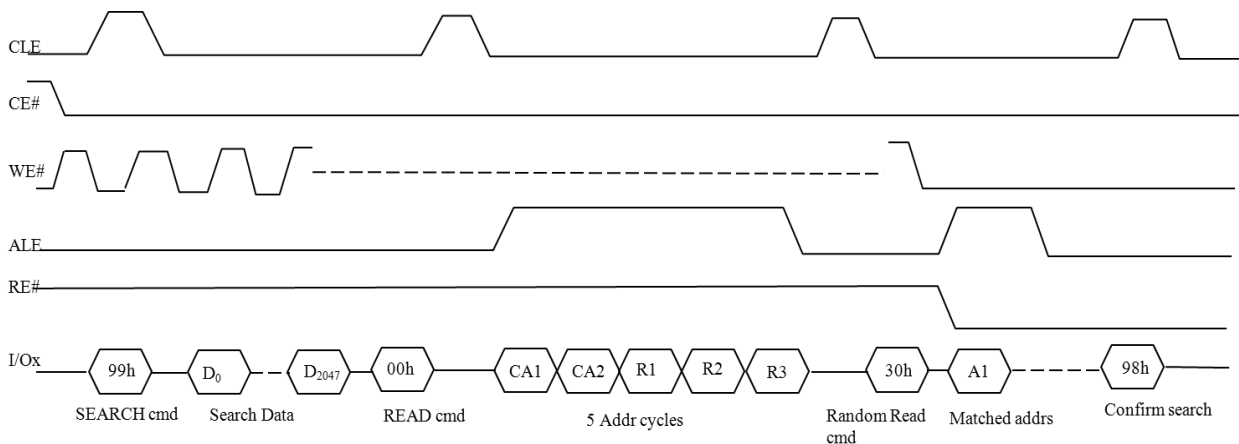 CLE
CE#
WE#
ALE
RE#
I/Ox
99h
D0
D2047
00h
CA1
CA2
R1
R2
R3
30h
A1
98h
SEARCH cmd
Search Data
READ cmd
5 Addr cycles
Random Read
cmd
Matched addrs
Confirm search